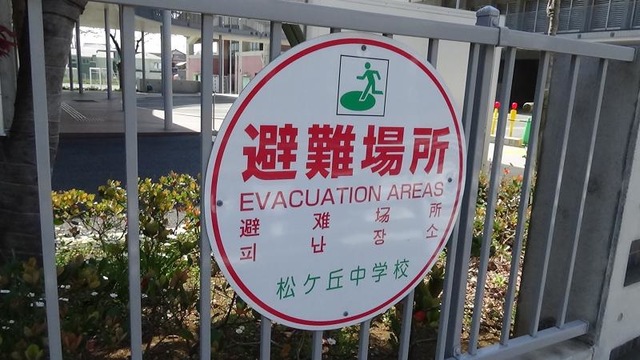 避難場所
EVACUATION AREAS
避 难 场 所
피 난 장 소
松ケ丘中学校